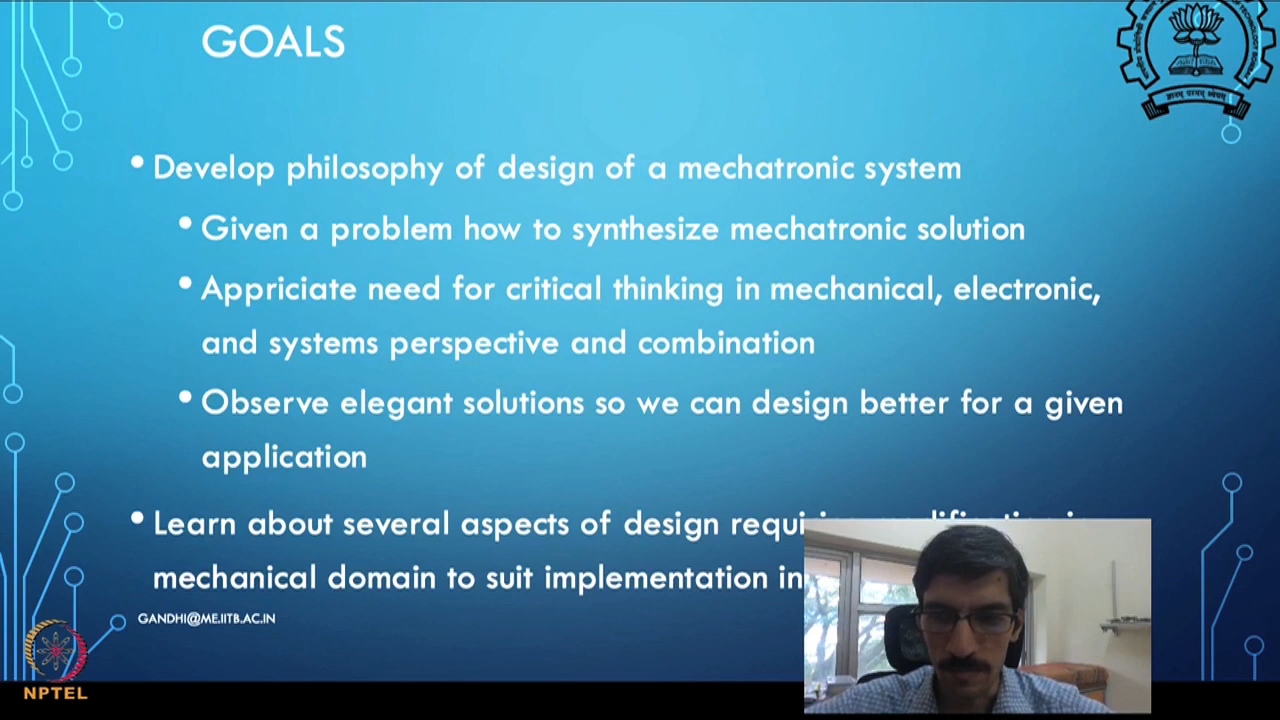 GOALS
• Develop philosophy of design of a mechatronic system
• Given a problem how to synthesize mechatronic solution
• Appriciate need for critical thinking in mechanical, electronic,
and systems perspective and combination
• Observe elegant solutions so we can design better for a given
application
• Learn about several aspects of design
mechanical domain to suit implementation in
GANDHI@ME.IITB.AC.IN
NPTEL